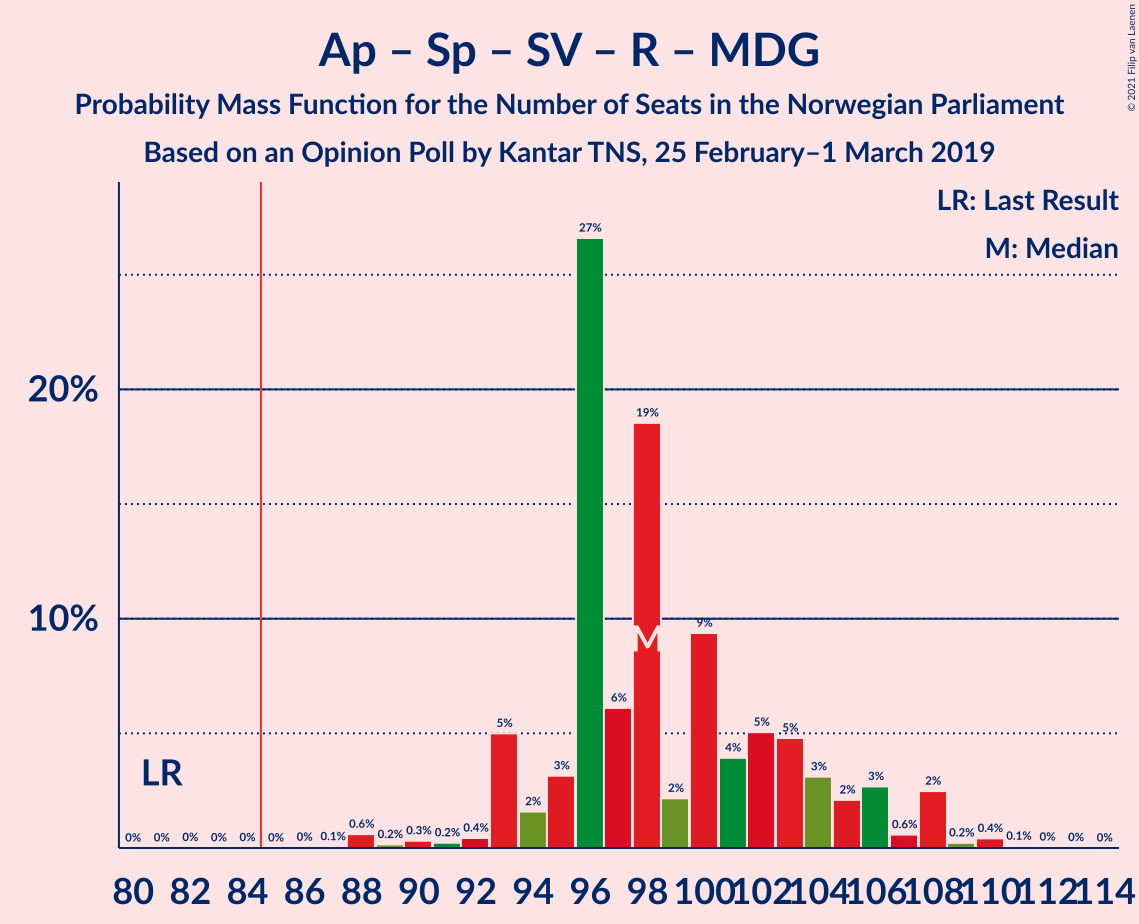 Ap – Sp – SV – R – MDG
Probability Mass Function for the Number of Seats in the Norwegian Parliament
Based on an Opinion Poll by Kantar TNS, 25 February–1 March 2019
© 2021 Filip van Laenen
LR: Last Result
M: Median
20%
10%
LR
M
0% 0% 0% 0% 0% 0% 0% 0.1% 0.6% 0.2% 0.3% 0.2% 0.4% 5% 2% 3% 27% 6% 19% 2% 9% 4% 5% 5% 3% 2% 3% 0.6% 2% 0.2% 0.4% 0.1% 0% 0% 0%
80 82 84 86 88 90 92 94 96 98 100 102 104 106 108 110 112 114